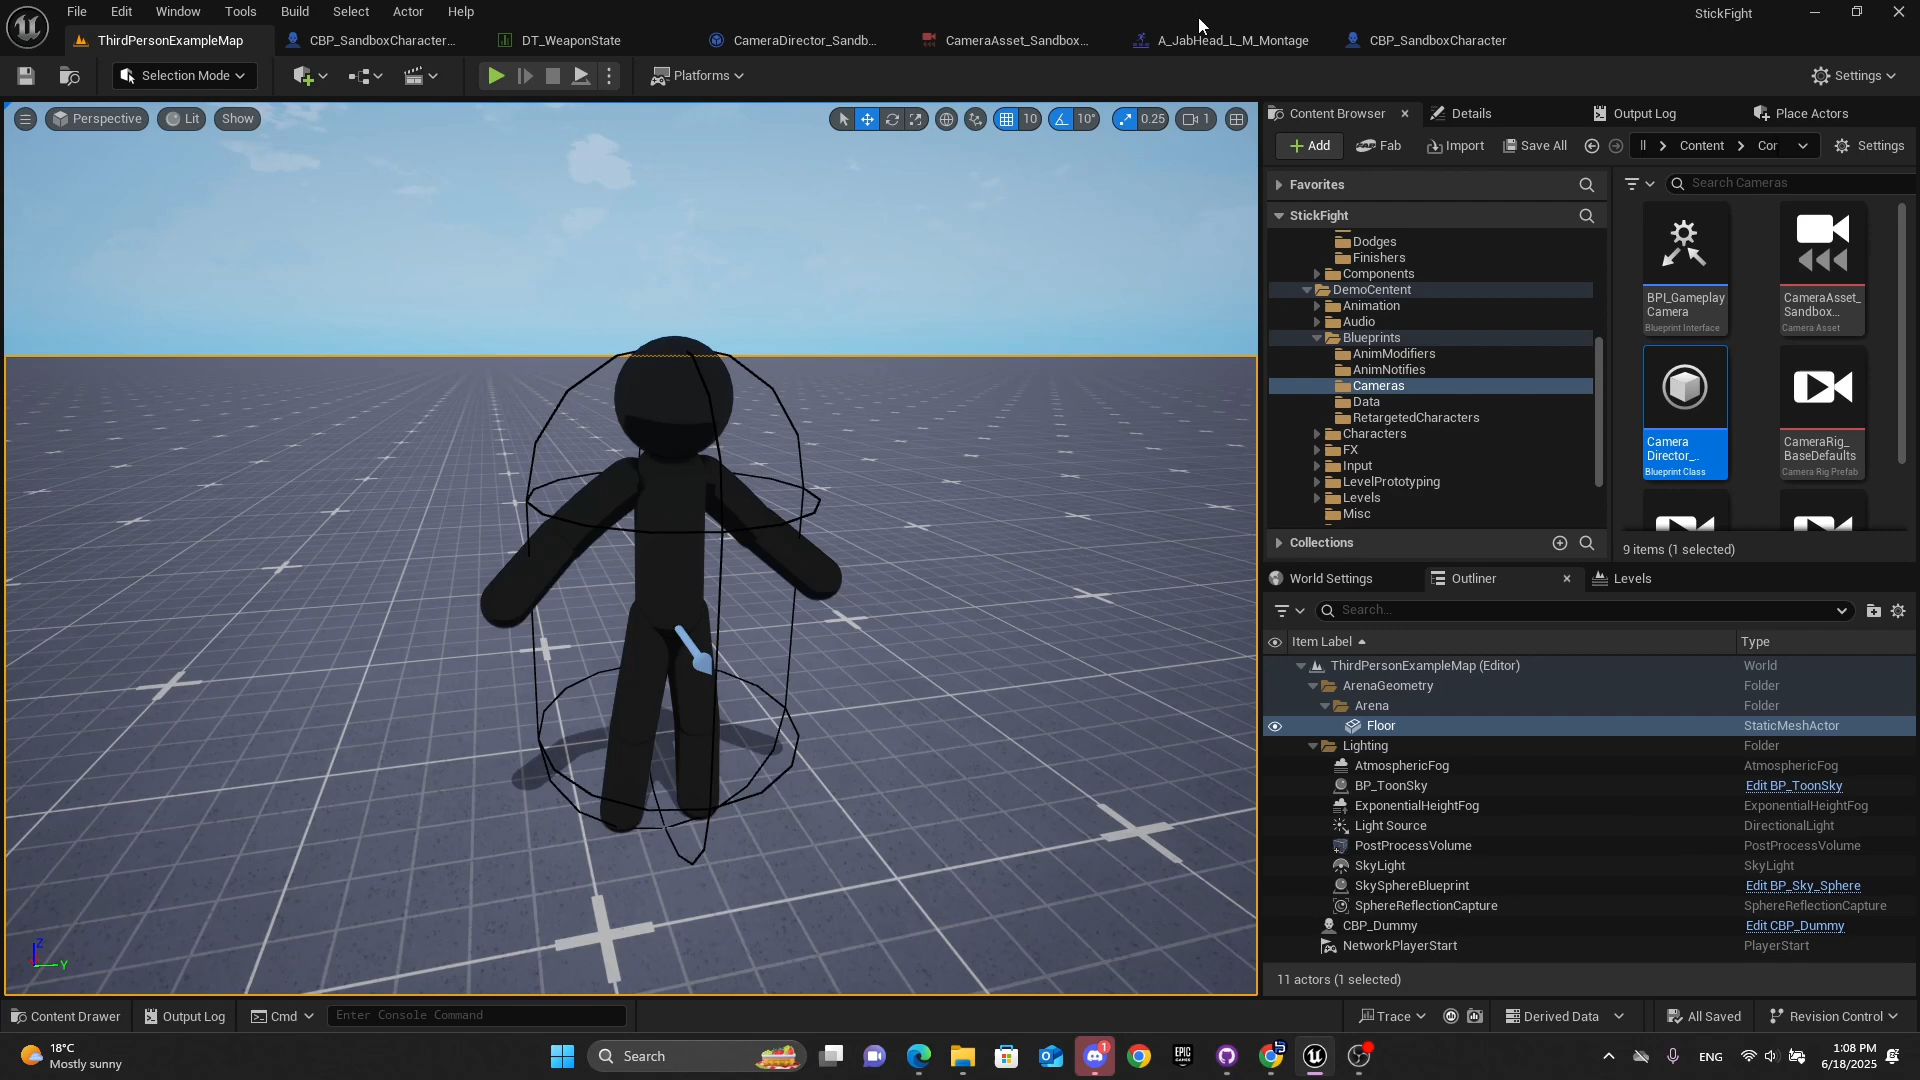 File Edit Window Tools Build Select Actor Help
StickFight
ThirdPersonExampleMap
CBP_SandboxCharacter...
DT_WeaponState
CameraDirector_Sandb...
CameraAsset_Sandbox...
A_JabHead_L_M_Montage
CBP_SandboxCharacter
Selection Mode
Platforms
Settings
Perspective
Lit
Show
10
10°
0.25
1
Content Browser
Details
Output Log
Place Actors
Add
Fab
Import
Save All
ll > Content > Cor
Settings
Favorites
StickFight
Dodges
Finishers
Components
DemoCentent
Animation
Audio
Blueprints
AnimModifiers
AnimNotifies
Cameras
Data
RetargetedCharacters
Characters
FX
Input
LevelPrototyping
Levels
Misc
Collections
Search Cameras
BPI_Gameplay
Camera
Blueprint Interface
CameraAsset_
Sandbox...
Camera Asset
Camera
Director_..
Blueprint Class
CameraRig_
BaseDefaults
Camera Rig Prefab
9 items (1 selected)
World Settings
Outliner
Levels
Search...
Item Label
Type
ThirdPersonExampleMap (Editor)
World
ArenaGeometry
Folder
Arena
Folder
Floor
StaticMeshActor
Lighting
Folder
AtmosphericFog
AtmosphericFog
BP_ToonSky
Edit BP_ToonSky
ExponentialHeightFog
ExponentialHeightFog
Light Source
DirectionalLight
PostProcessVolume
PostProcessVolume
SkyLight
SkyLight
SkySphereBlueprint
Edit BP_Sky_Sphere
SphereReflectionCapture
SphereReflectionCapture
CBP_Dummy
Edit CBP_Dummy
NetworkPlayerStart
PlayerStart
11 actors (1 selected)
Z
Y
Content Drawer
Output Log
Cmd
Enter Console Command
Trace
Derived Data
All Saved
Revision Control
18°C
Mostly sunny
Search
1
EPIC
GAMES
ENG
1:08 PM
6/18/2025